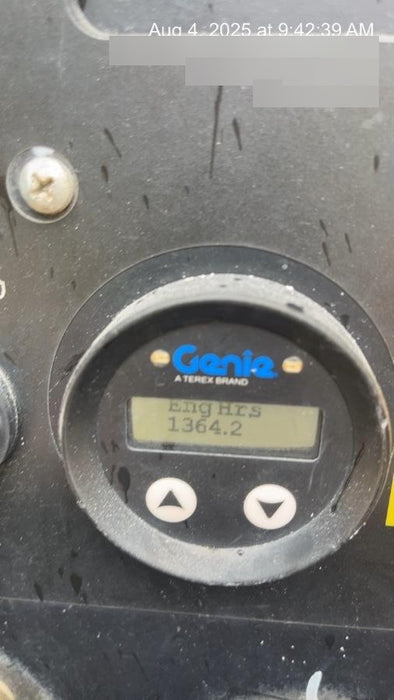 Aug 4, 2025 at 9:42:39 AM
Genie
A TEREX BRAND
Eng Hrs
1364.2